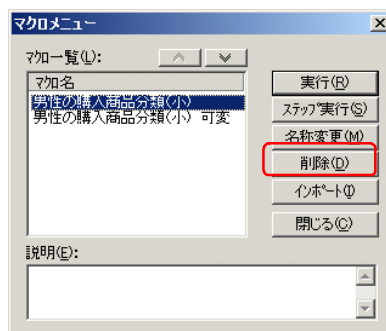 マクロメニュー
マクロ一覧(L):
マクロ名
男性の購入商品分類(小)
男性の購入商品分類(小) 可変
実行(R)
ステップ実行(S)
名称変更(M)
削除(D)
インポート(I)
閉じる(C)
説明(E):